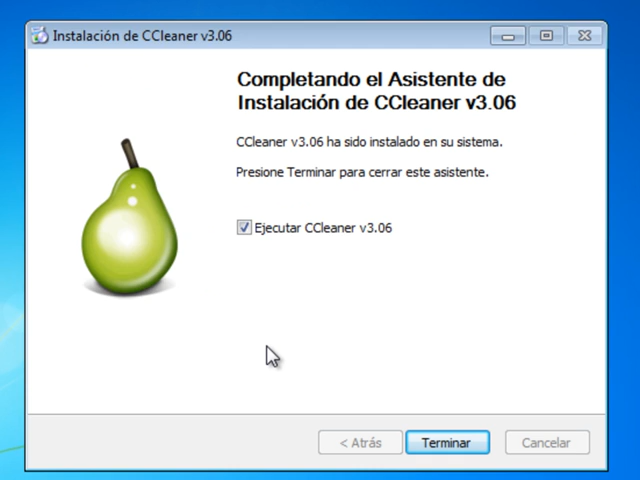 Instalación de CCleaner v3.06
Completando el Asistente de
Instalación de CCleaner v3.06
CCleaner v3.06 ha sido instalado en su sistema.
Presione Terminar para cerrar este asistente.
Ejecutar CCleaner v3.06
< Atrás
Terminar
Cancelar